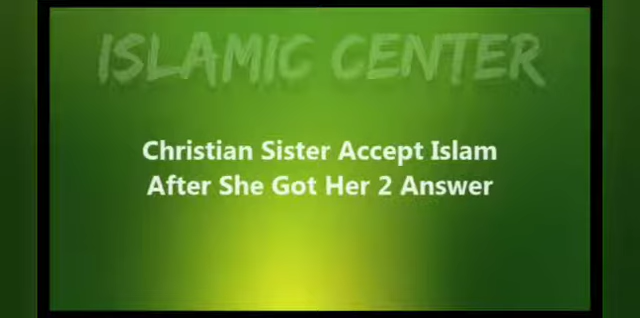 ISLAMIC CENTER
Christian Sister Accept Islam
After She Got Her 2 Answer